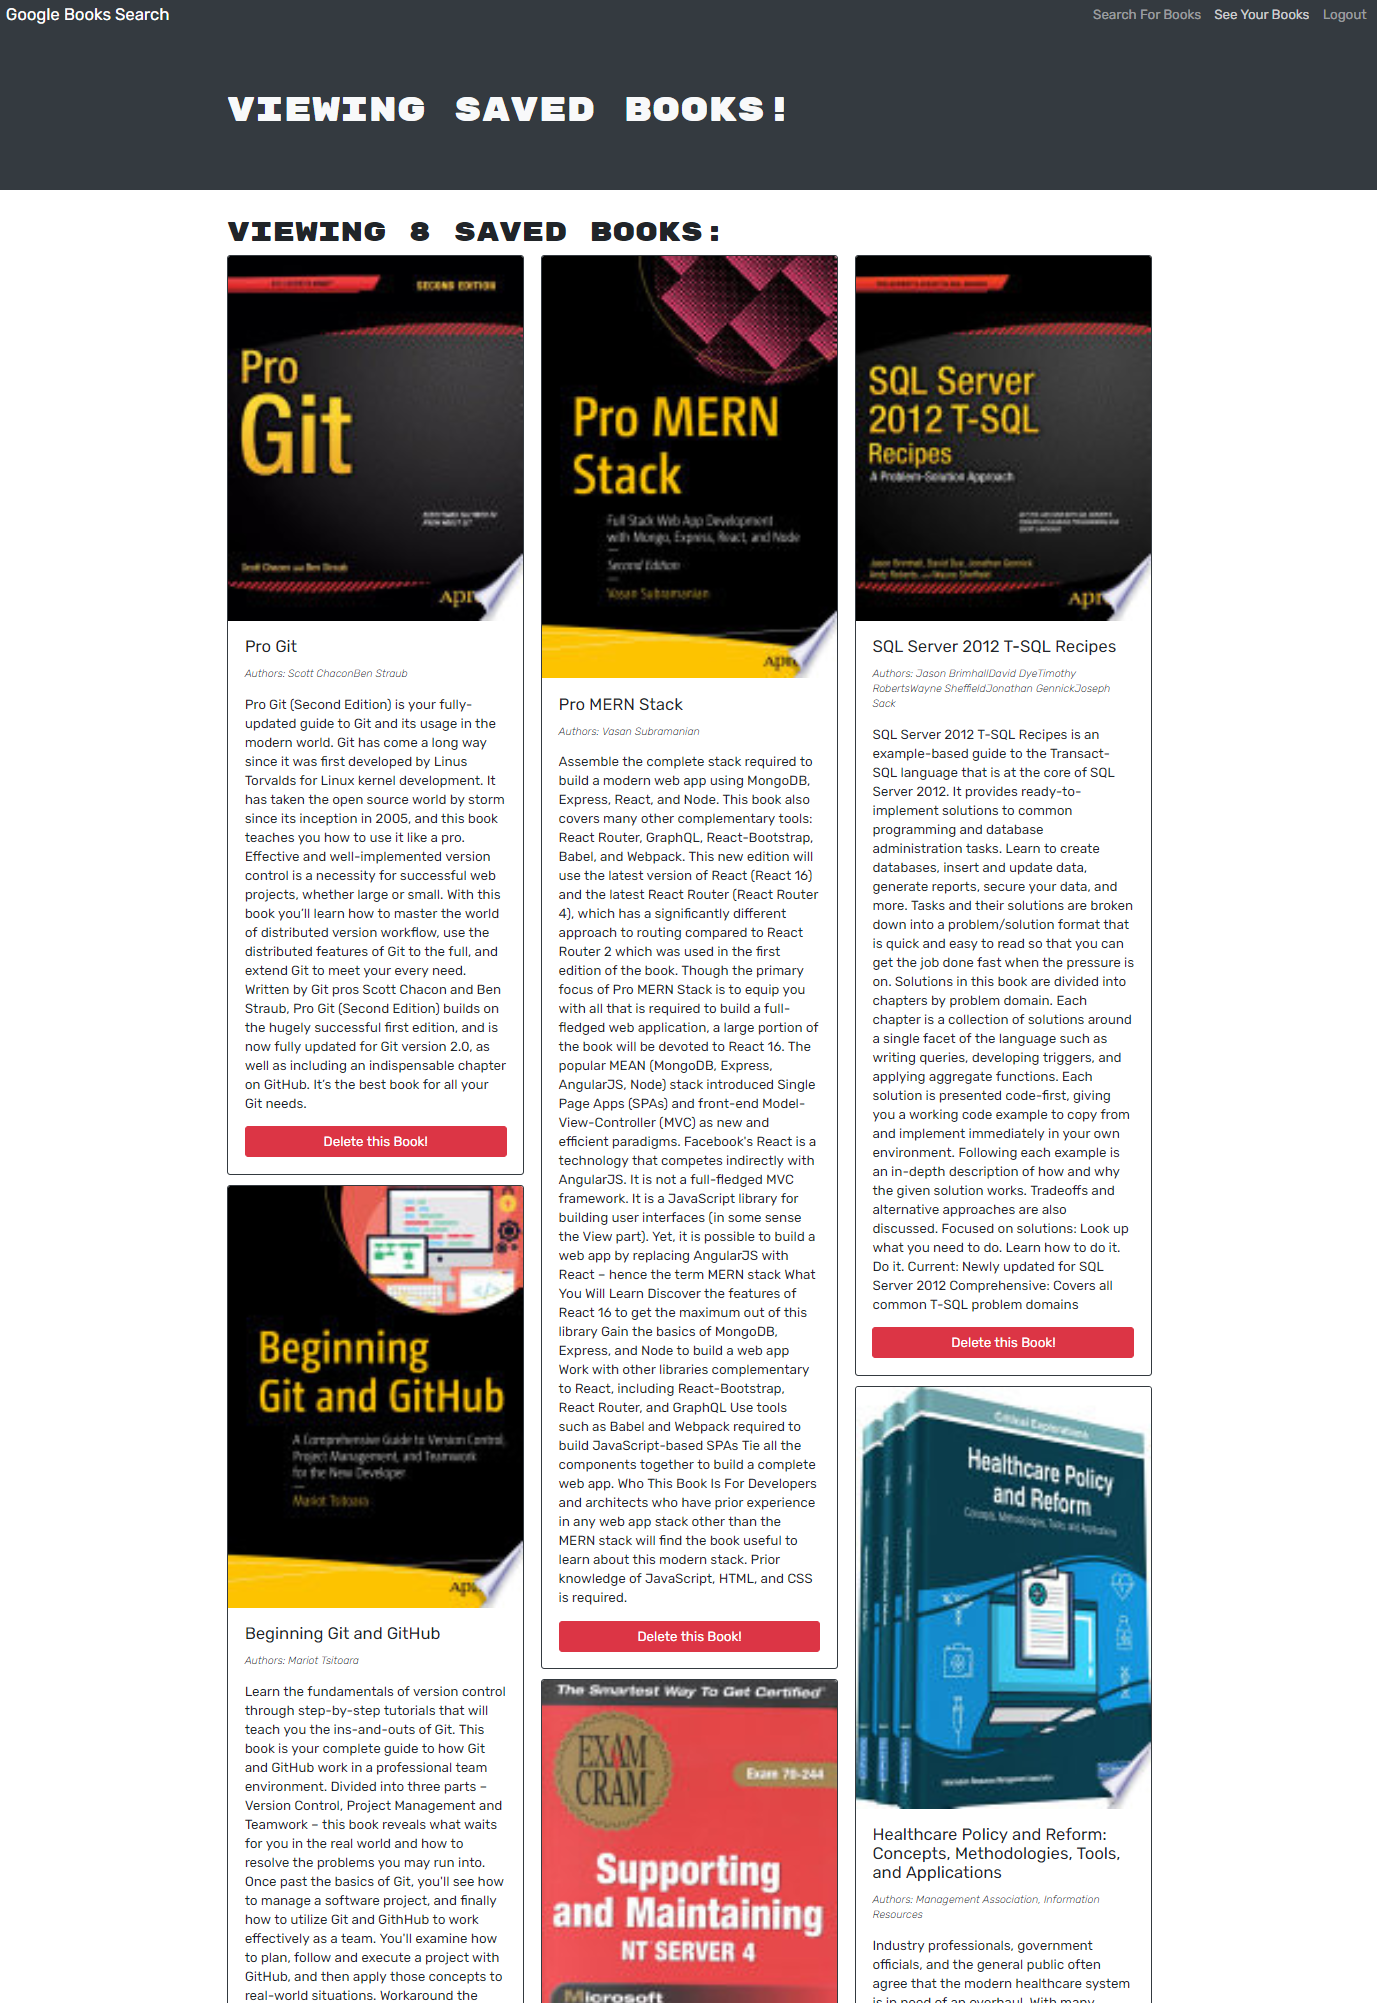 Google Books Search
Search For Books
See Your Books
Logout
VIEWING SAVED BOOKS!
VIEWING 8 SAVED BOOKS:
SECOND EDITION
Pro
Git
Scott Chacon and Ben Straub
Pro Git
Authors: Scott ChaconBen Straub
Pro Git (Second Edition) is your fully-
updated guide to Git and its usage in the
modern world. Git has come a long way
since it was first developed by Linus
Torvalds for Linux kernel development. It
has taken the open source world by storm
since its inception in 2005, and this book
teaches you how to use it like a pro.
Effective and well-implemented version
control is a necessity for successful web
projects, whether large or small. With this
book you'll learn how to master the world
of distributed version workflow, use the
distributed features of Git to the full, and
extend Git to meet your every need.
Written by Git pros Scott Chacon and Ben
Straub, Pro Git (Second Edition) builds on
the hugely successful first edition, and is
now fully updated for Git version 2.0, as
well as including an indispensable chapter
on GitHub. It's the best book for all your
Git needs.
Delete this Book!
Beginning
Git and GitHub
A Comprehensive Guide to Version Control,
Project Management, and Teamwork
for the New Developer
Mariot Tsitoara
Beginning Git and GitHub
Authors: Mariot Tsitoara
Learn the fundamentals of version control
through step-by-step tutorials that will
teach you the ins-and-outs of Git. This
book is your complete guide to how Git
and GitHub work in a professional team
environment. Divided into three parts –
Version Control, Project Management and
Teamwork – this book reveals what waits
for you in the real world and how to
resolve the problems you may run into.
Once past the basics of Git, you'll see how
to manage a software project, and finally
how to utilize Git and GithHub to work
effectively as a team. You'll examine how
to plan, follow and execute a project with
GitHub, and then apply those concepts to
real-world situations. Workaround the
Pro MERN
Stack
Full Stack Web App Development
with Mongo, Express, React, and Node
Second Edition
Vasan Subramanian
Pro MERN Stack
Authors: Vasan Subramanian
Assemble the complete stack required to
build a modern web app using MongoDB,
Express, React, and Node. This book also
covers many other complementary tools:
React Router, GraphQL, React-Bootstrap,
Babel, and Webpack. This new edition will
use the latest version of React (React 16)
and the latest React Router (React Router
4), which has a significantly different
approach to routing compared to React
Router 2 which was used in the first
edition of the book. Though the primary
focus of Pro MERN Stack is to equip you
with all that is required to build a full-
fledged web application, a large portion of
the book will be devoted to React 16. The
popular MEAN (MongoDB, Express,
AngularJS, Node) stack introduced Single
Page Apps (SPAs) and front-end Model-
View-Controller (MVC) as new and
efficient paradigms. Facebook's React is a
technology that competes indirectly with
AngularJS. It is not a full-fledged MVC
framework. It is a JavaScript library for
building user interfaces (in some sense
the View part). Yet, it is possible to build a
web app by replacing AngularJS with
React – hence the term MERN stack What
You Will Learn Discover the features of
React 16 to get the maximum out of this
library Gain the basics of MongoDB,
Express, and Node to build a web app
Work with other libraries complementary
to React, including React-Bootstrap,
React Router, and GraphQL Use tools
such as Babel and Webpack required to
build JavaScript-based SPAs Tie all the
components together to build a complete
web app. Who This Book Is For Developers
and architects who have prior experience
in any web app stack other than the
MERN stack will find the book useful to
learn about this modern stack. Prior
knowledge of JavaScript, HTML, and CSS
is required.
Delete this Book!
The Smartest Way To Get Certified
EXAM
CRAM
Exam 70-244
Supporting
and Maintaining
NT SERVER 4
Microsoft
SQL Server
2012 T-SQL
Recipes
A Problem-Solution Approach
Jason Brimhall, David Dye, Jonathan Gennick
Andy Roberts, and Wayne Sheffield
SQL Server 2012 T-SQL Recipes
Authors: Jason BrimhallDavid DyeTimothy
RobertsWayne SheffieldJonathan GennickJoseph
Sack
SQL Server 2012 T-SQL Recipes is an
example-based guide to the Transact-
SQL language that is at the core of SQL
Server 2012. It provides ready-to-
implement solutions to common
programming and database
administration tasks. Learn to create
databases, insert and update data,
generate reports, secure your data, and
more. Tasks and their solutions are broken
down into a problem/solution format that
is quick and easy to read so that you can
get the job done fast when the pressure is
on. Solutions in this book are divided into
chapters by problem domain. Each
chapter is a collection of solutions around
a single facet of the language such as
writing queries, developing triggers, and
applying aggregate functions. Each
solution is presented code-first, giving
you a working code example to copy from
and implement immediately in your own
environment. Following each example is
an in-depth description of how and why
the given solution works. Tradeoffs and
alternative approaches are also
discussed. Focused on solutions: Look up
what you need to do. Learn how to do it.
Do it. Current: Newly updated for SQL
Server 2012 Comprehensive: Covers all
common T-SQL problem domains
Delete this Book!
Critical Explorations
Healthcare Policy
and Reform
Concepts, Methodologies, Tools, and Applications
Healthcare Policy and Reform:
Concepts, Methodologies, Tools,
and Applications
Authors: Management Association, Information
Resources
Industry professionals, government
officials, and the general public often
agree that the modern healthcare system
is in need of an overhaul. With many